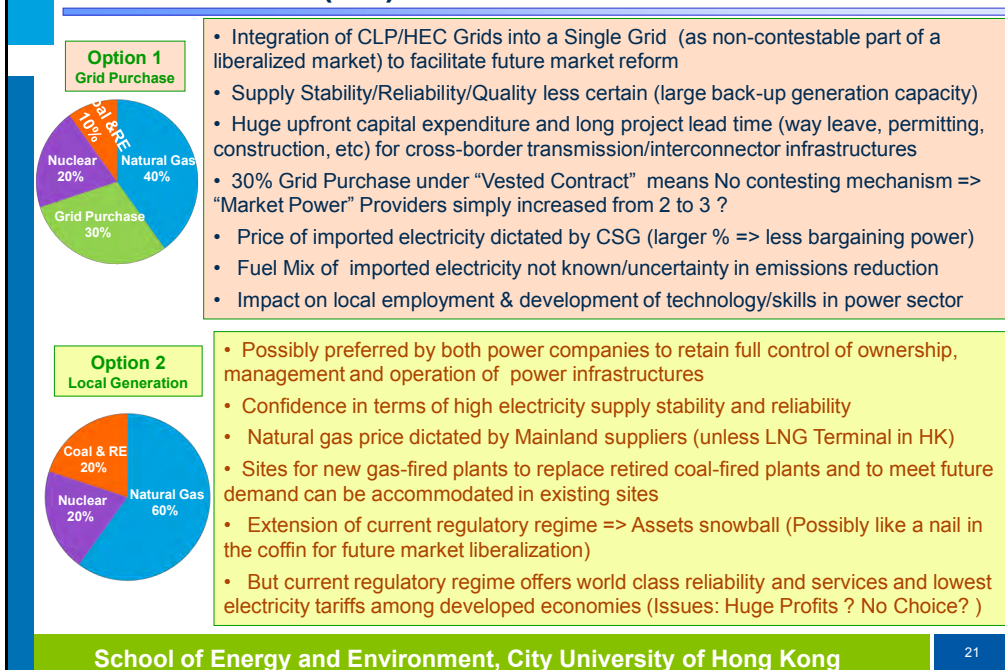 Option 1
Grid Purchase
Coal &RE
10%
Nuclear
20%
Natural Gas
40%
Grid Purchase
30%
• Integration of CLP/HEC Grids into a Single Grid (as non-contestable part of a
liberalized market) to facilitate future market reform
• Supply Stability/Reliability/Quality less certain (large back-up generation capacity)
• Huge upfront capital expenditure and long project lead time (way leave, permitting,
construction, etc) for cross-border transmission/interconnector infrastructures
• 30% Grid Purchase under “Vested Contract” means No contesting mechanism =>
“Market Power” Providers simply increased from 2 to 3 ?
• Price of imported electricity dictated by CSG (larger % => less bargaining power)
• Fuel Mix of imported electricity not known/uncertainty in emissions reduction
• Impact on local employment & development of technology/skills in power sector
Option 2
Local Generation
Coal & RE
20%
Nuclear
20%
Natural Gas
60%
• Possibly preferred by both power companies to retain full control of ownership,
management and operation of power infrastructures
• Confidence in terms of high electricity supply stability and reliability
• Natural gas price dictated by Mainland suppliers (unless LNG Terminal in HK)
• Sites for new gas-fired plants to replace retired coal-fired plants and to meet future
demand can be accommodated in existing sites
• Extension of current regulatory regime => Assets snowball (Possibly like a nail in
the coffin for future market liberalization)
• But current regulatory regime offers world class reliability and services and lowest
electricity tariffs among developed economies (Issues: Huge Profits ? No Choice? )
School of Energy and Environment, City University of Hong Kong
21